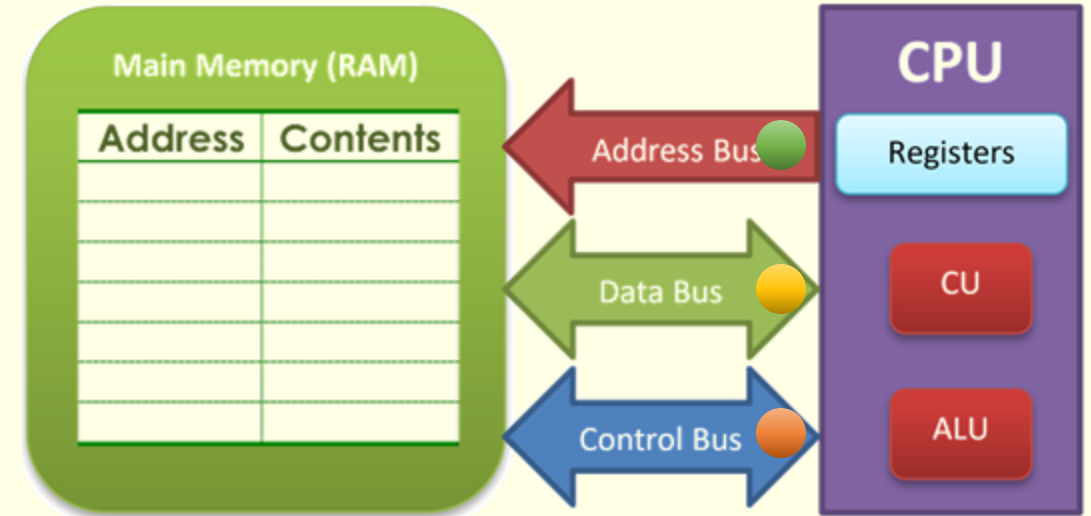 Main Memory (RAM)
Address Contents
Address Bus
Data Bus
Control Bus
CPU
Registers
CU
ALU